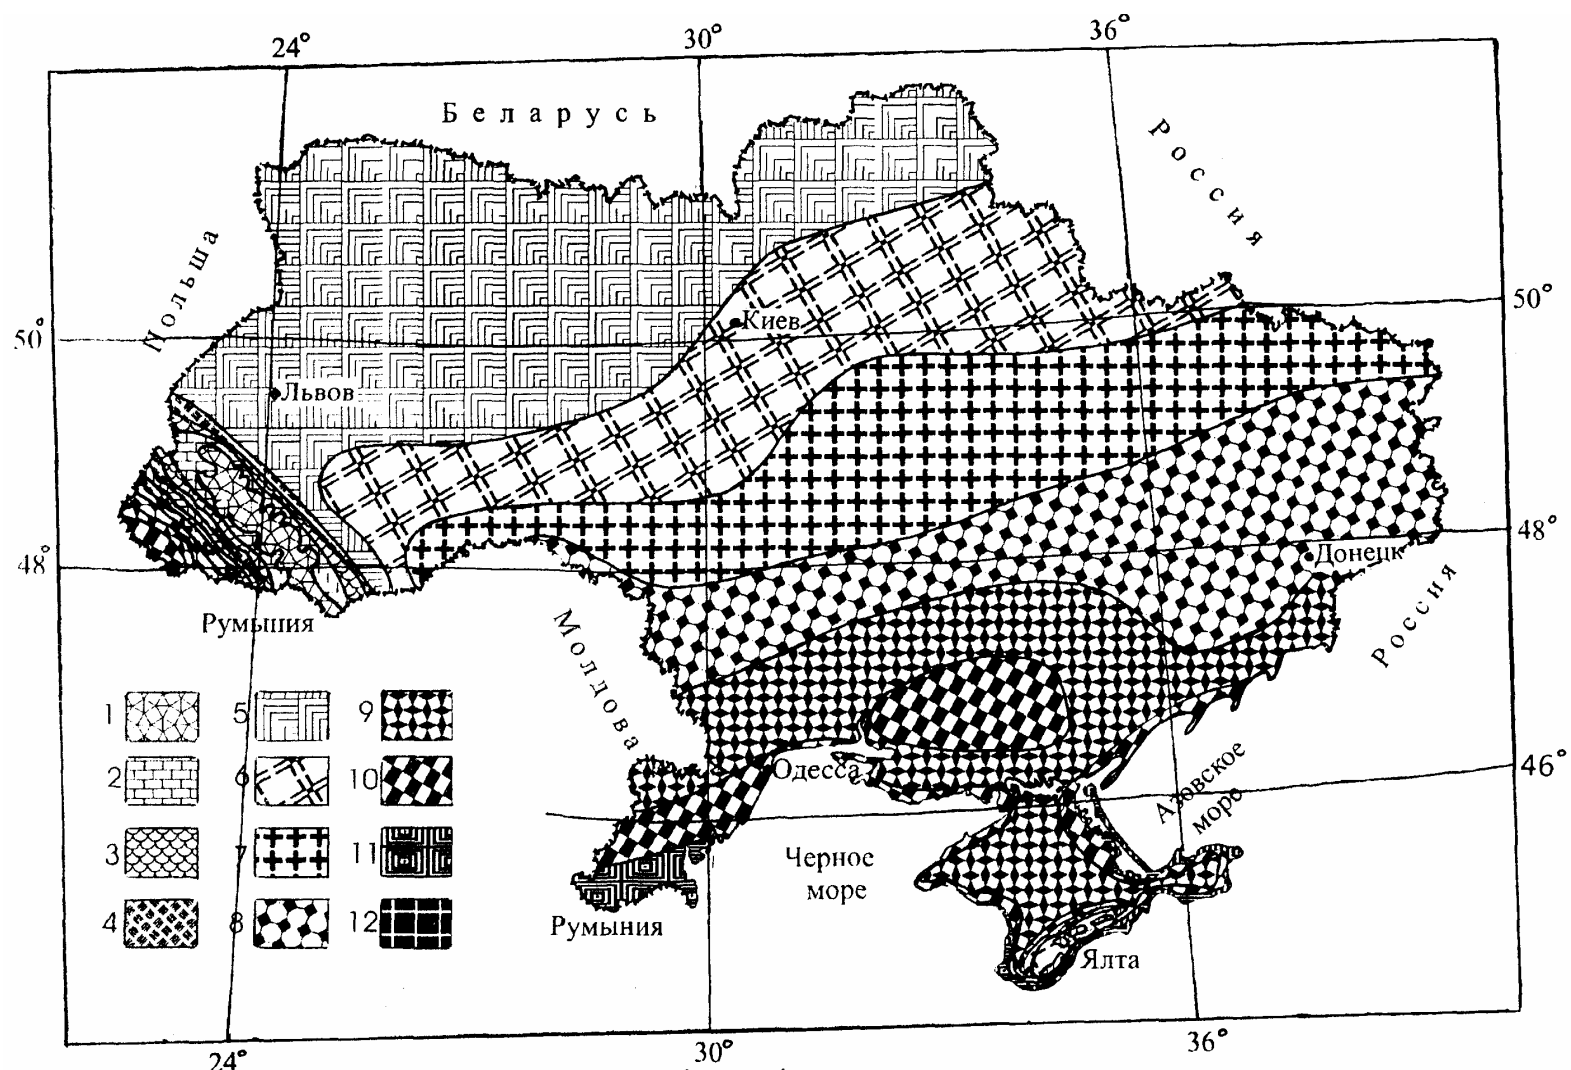 24°
30°
36°
Беларусь
Россия
Польша
50°
50°
Киев
Львов
48°
48°
Донецк
Румыния
Молдова
Россия
1
5
9
2
6
10
3
7
11
4
8
12
Одесса
46°
Азовское
море
Черное
море
Румыния
Ялта
24°
30°
36°